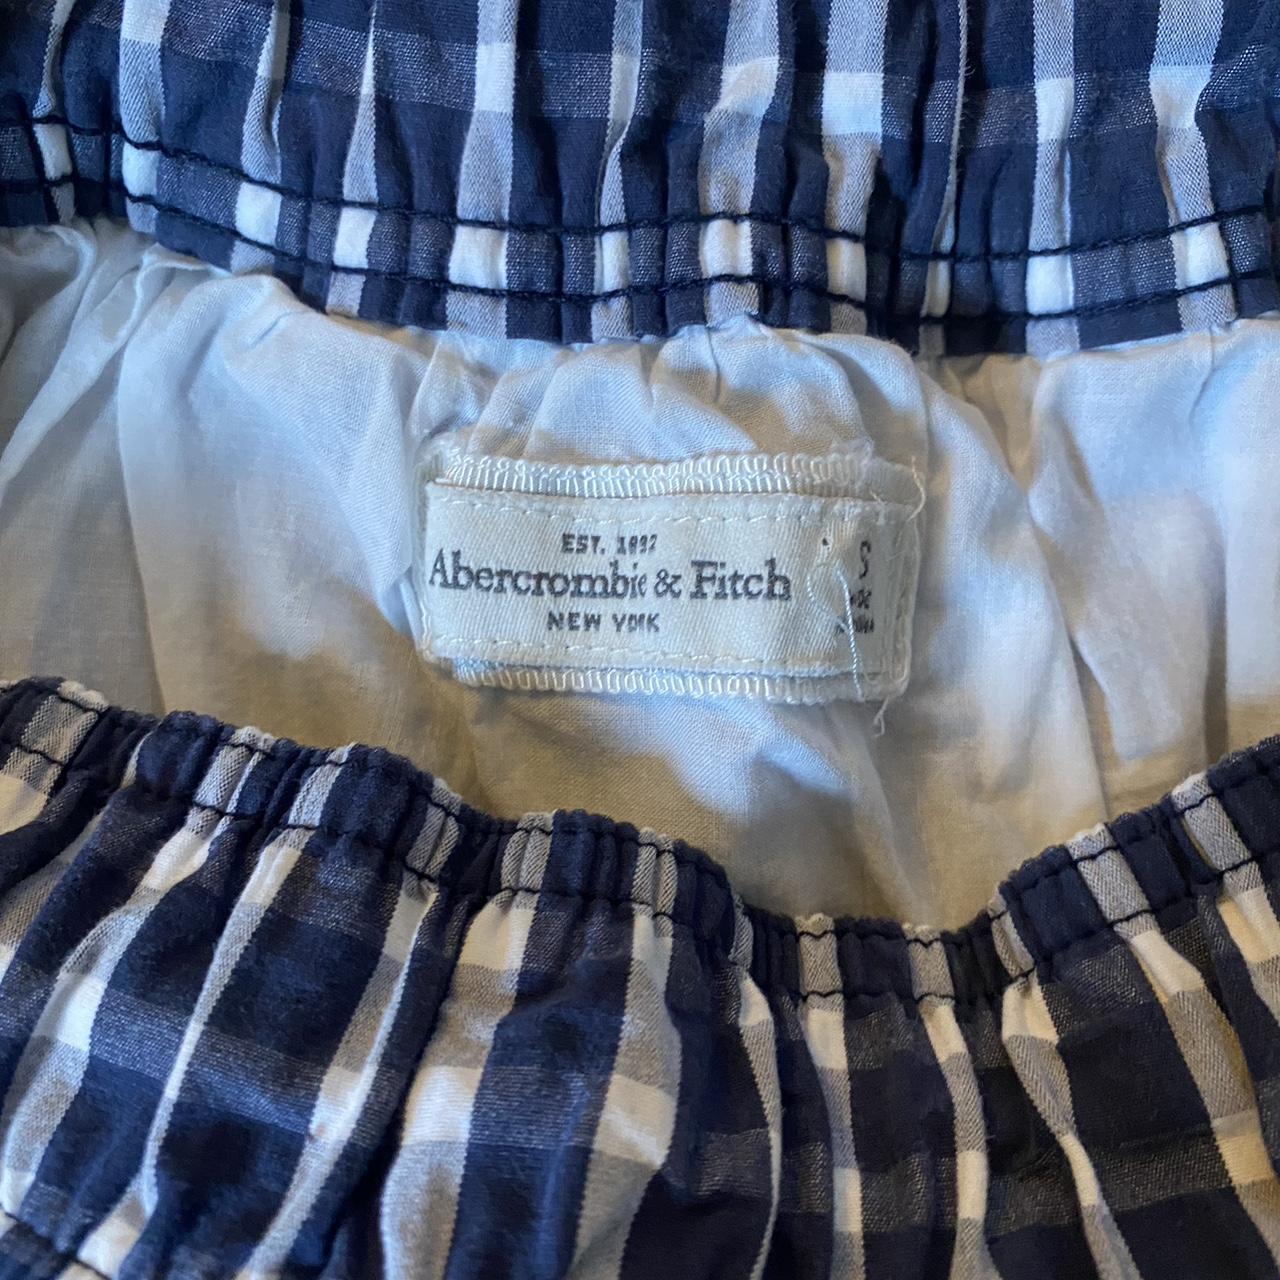 EST. 1892
Abercrombie & Fitch
NEW YORK
S